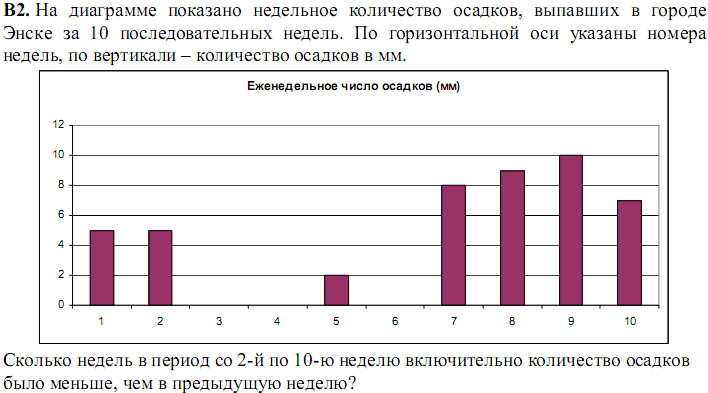 В2. На диаграмме показано недельное количество осадков, выпавших в городе
Энске за 10 последовательных недель. По горизонтальной оси указаны номера
недель, по вертикали – количество осадков в мм.
Еженедельное число осадков (мм)
12
10
8
6
4
2
0
1 2 3 4 5 6 7 8 9 10
Сколько недель в период со 2-й по 10-ю неделю включительно количество осадков
было меньше, чем в предыдущую неделю?